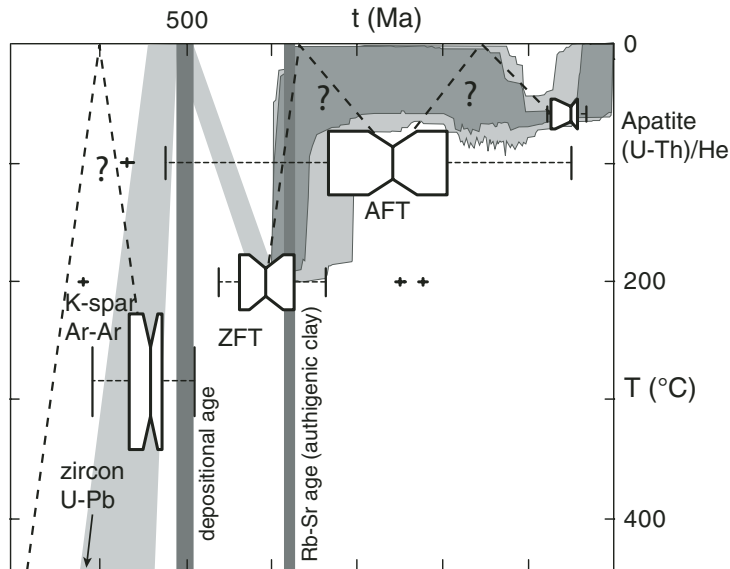 500
t (Ma)
0
?
?
Apatite
(U-Th)/He
?
AFT
200
K-spar
Ar-Ar
ZFT
T (°C)
depositional age
Rb-Sr age (authigenic clay)
zircon
U-Pb
400